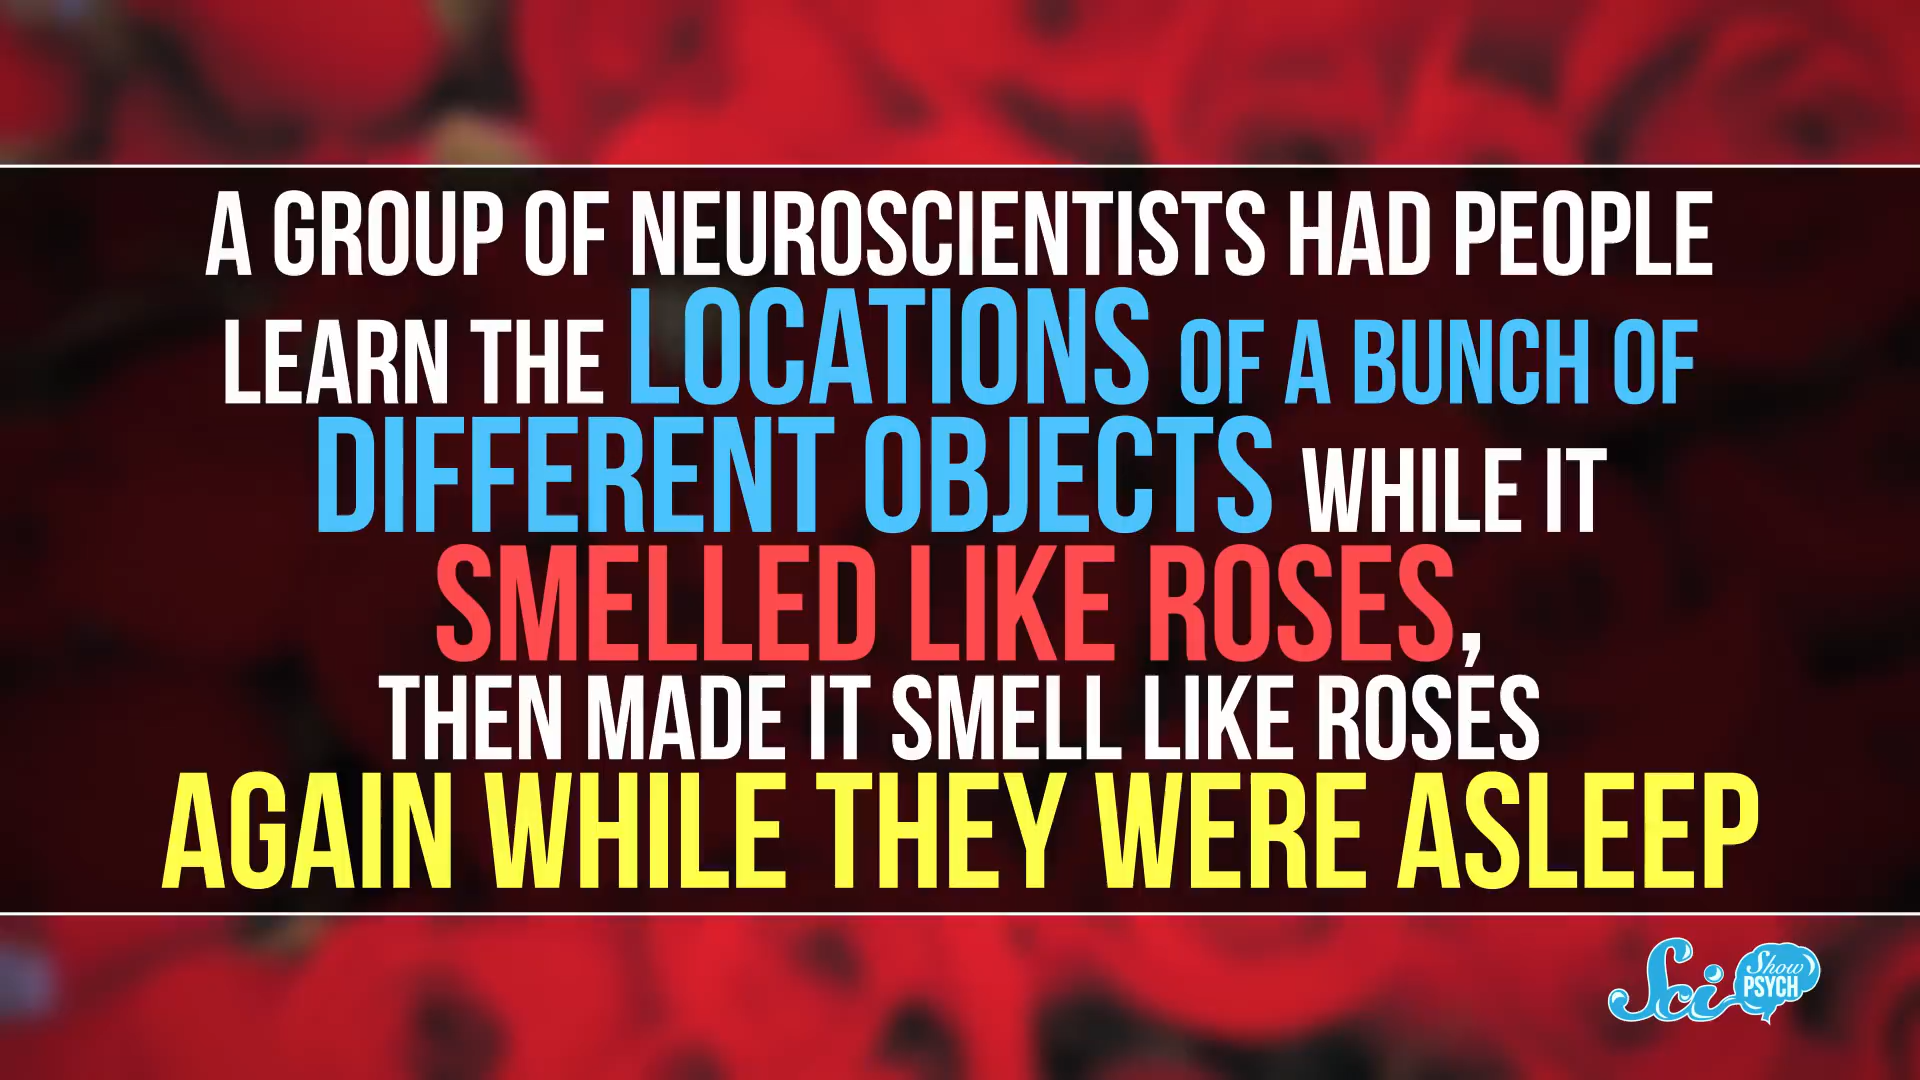 A GROUP OF NEUROSCIENTISTS HAD PEOPLE
LEARN THE LOCATIONS OF A BUNCH OF
DIFFERENT OBJECTS WHILE IT
SMELLED LIKE ROSES,
THEN MADE IT SMELL LIKE ROSES
AGAIN WHILE THEY WERE ASLEEP
Sci Show
PSYCH